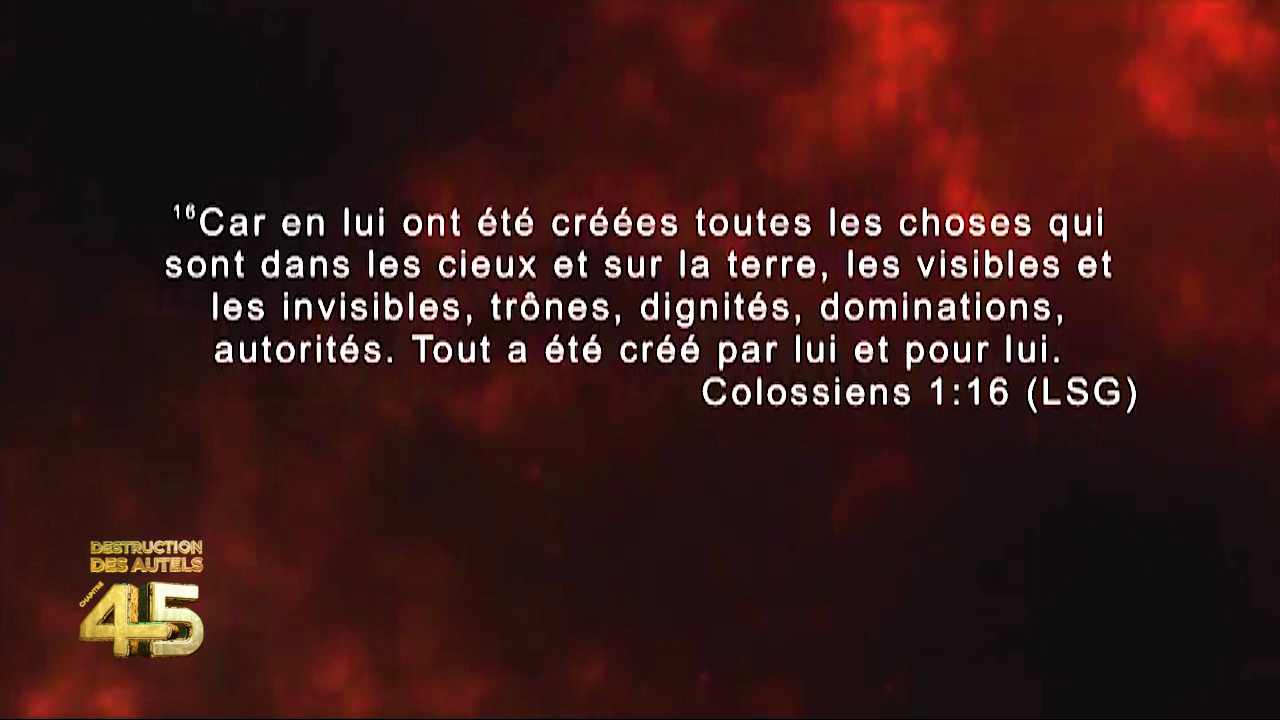 ¹⁶Car en lui ont été créées toutes les choses qui
sont dans les cieux et sur la terre, les visibles et
les invisibles, trônes, dignités, dominations,
autorités. Tout a été créé par lui et pour lui.
Colossiens 1:16 (LSG)
DESTRUCTION
DES AUTELS
CHAPITRE
45